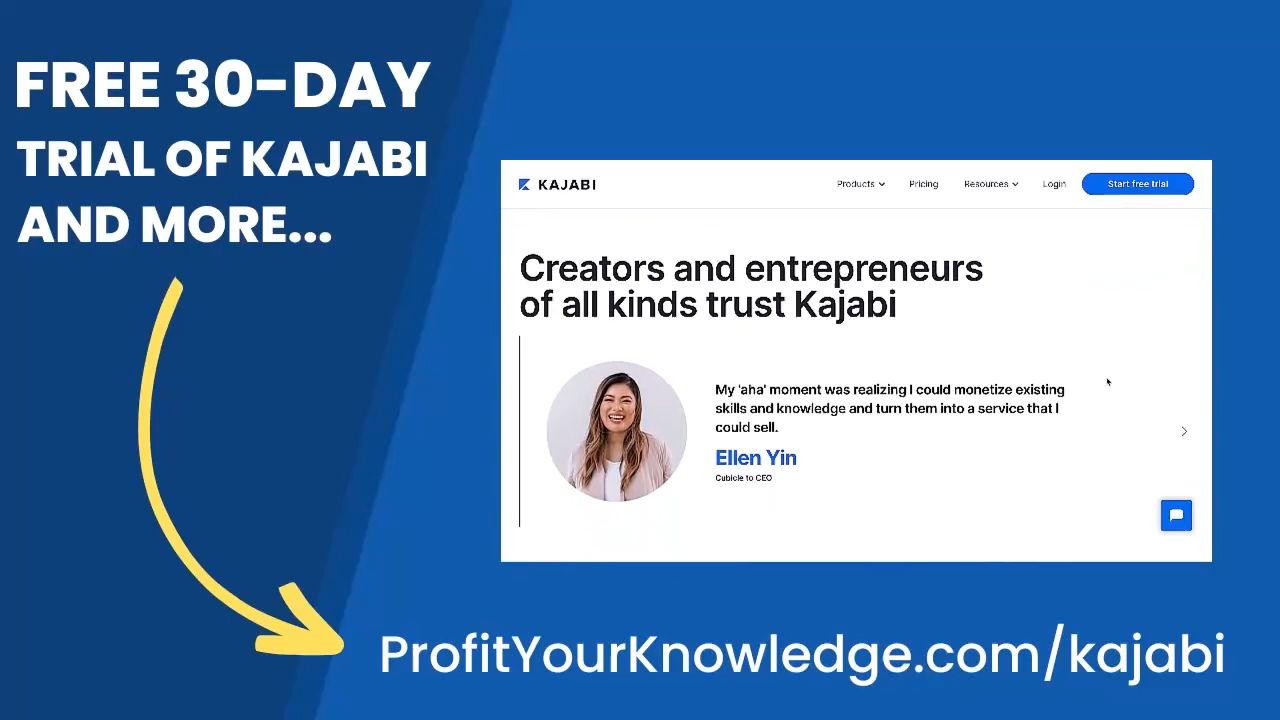 FREE 30-DAY
TRIAL OF KAJABI
AND MORE...
KAJABI
Products
Pricing
Resources
Login
Start free trial
Creators and entrepreneurs
of all kinds trust Kajabi
My 'aha' moment was realizing I could monetize existing
skills and knowledge and turn them into a service that I
could sell.
Ellen Yin
Cubicle to CEO
ProfitYourKnowledge.com/kajabi